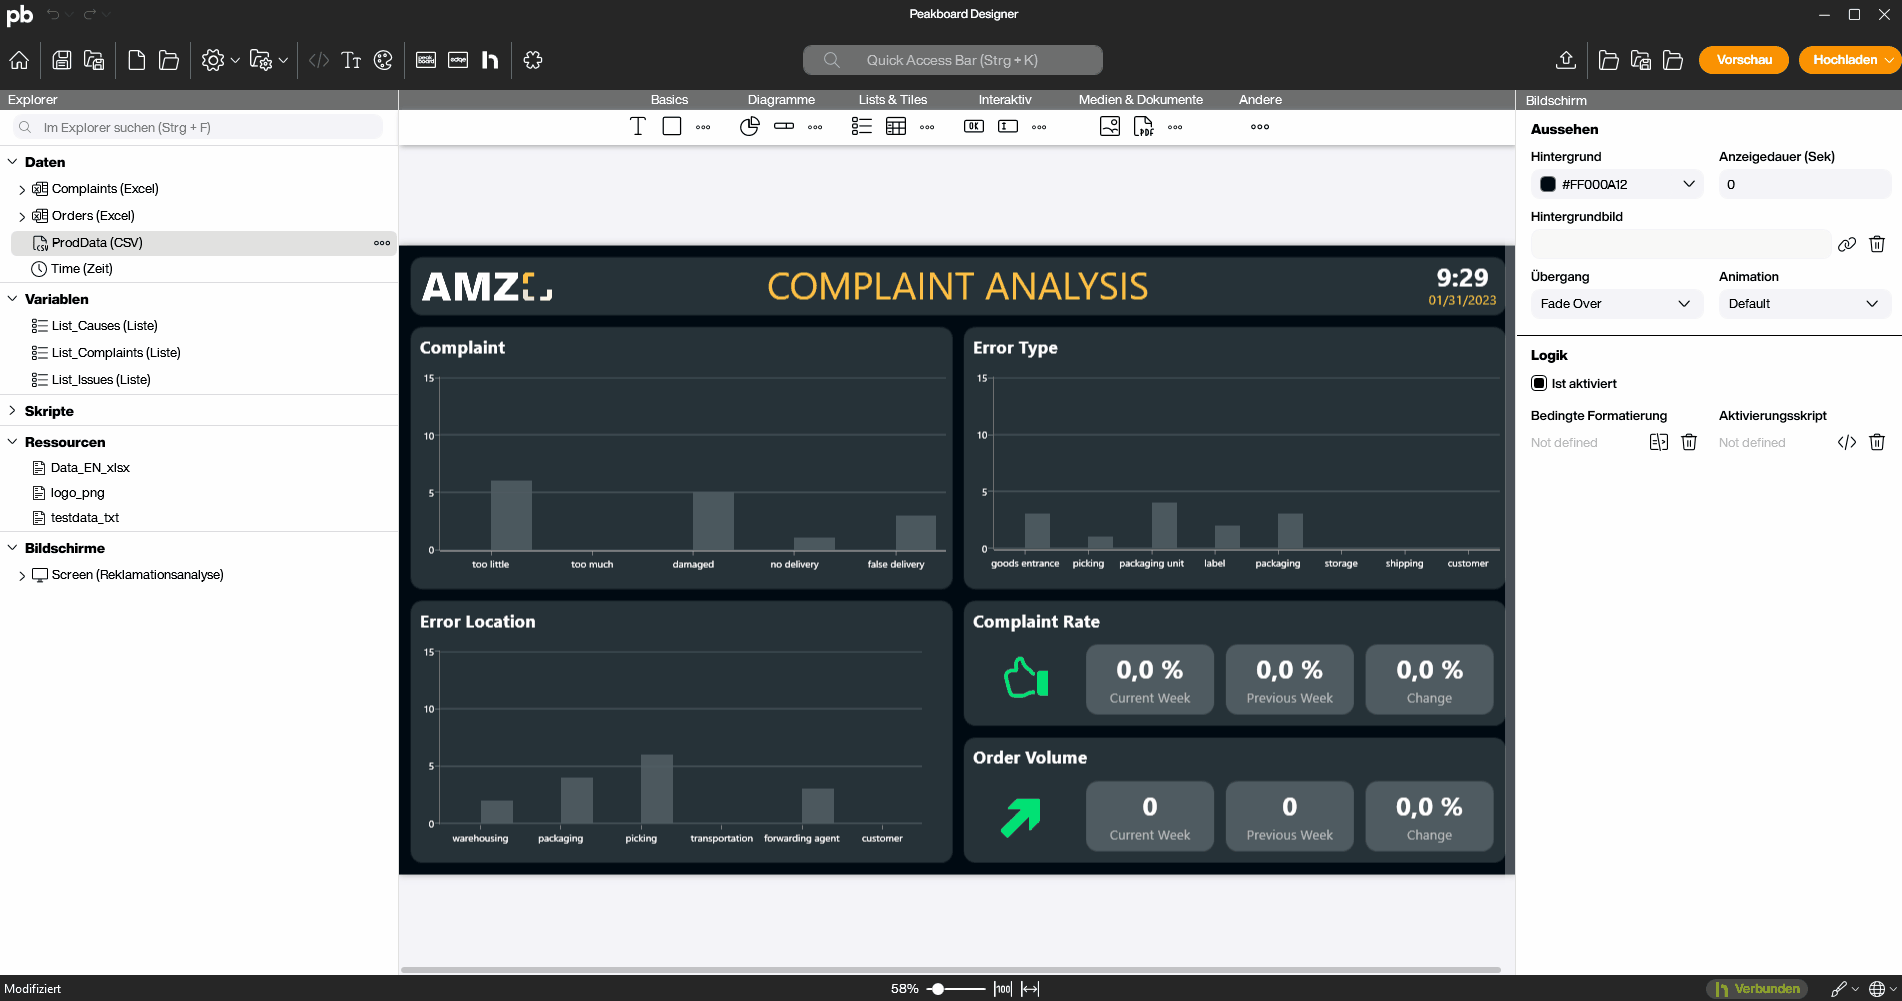 pb
Peakboard Designer
Quick Access Bar (Strg + K)
Vorschau
Hochladen
Explorer
Basics
Diagramme
Lists & Tiles
Interaktiv
Medien & Dokumente
Andere
Bildschirm
Im Explorer suchen (Strg + F)
Daten
Complaints (Excel)
Orders (Excel)
ProdData (CSV)
Time (Zeit)
Variablen
List_Causes (Liste)
List_Complaints (Liste)
List_Issues (Liste)
Skripte
Ressourcen
Data_EN_xlsx
logo_png
testdata_txt
Bildschirme
Screen (Reklamationsanalyse)
AMZ
COMPLAINT ANALYSIS
9:29
01/31/2023
Complaint
15
10
5
0
too little too much damaged no delivery false delivery
Error Type
15
10
5
0
goods entrance picking packaging unit label packaging storage shipping customer
Error Location
15
10
5
0
warehousing packaging picking transportation forwarding agent customer
Complaint Rate
0,0 % 0,0 % 0,0 %
Current Week Previous Week Change
Order Volume
0 0 0,0 %
Current Week Previous Week Change
Aussehen
Hintergrund Anzeigedauer (Sek)
#FF000A12 0
Hintergrundbild
Übergang Animation
Fade Over Default
Logik
Ist aktiviert
Bedingte Formatierung Aktivierungsskript
Not defined Not defined
Modifiziert
58%
100
Verbunden